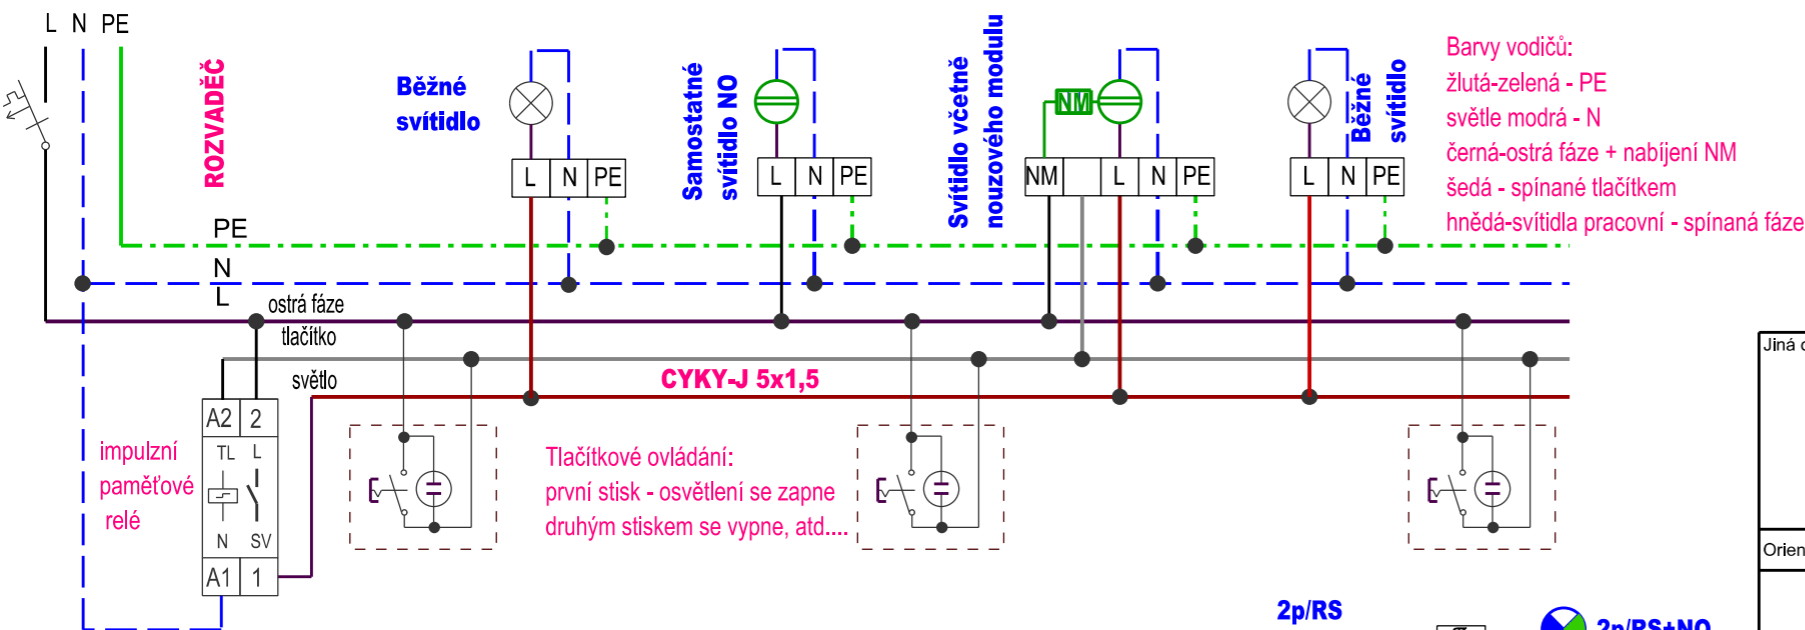 L N PE
ROZVADĚČ
Běžné
svítidlo
Samostatné
svítidlo NO
Svítidlo včetně
nouzového modulu
NM
Běžné
svítidlo
Barvy vodičů:
žlutá-zelená - PE
světle modrá - N
černá-ostrá fáze + nabíjení NM
šedá - spínané tlačítkem
hnědá-svítidla pracovní - spínaná fáze
L N PE
L N PE
NM L N PE
L N PE
PE
N
L
ostrá fáze
tlačítko
světlo
CYKY-J 5x1,5
A2 2
TL L
N SV
A1 1
impulzní
paměťové
relé
Tlačítkové ovládání:
první stisk - osvětlení se zapne
druhým stiskem se vypne, atd....
2p/RS
2p/RS+NO